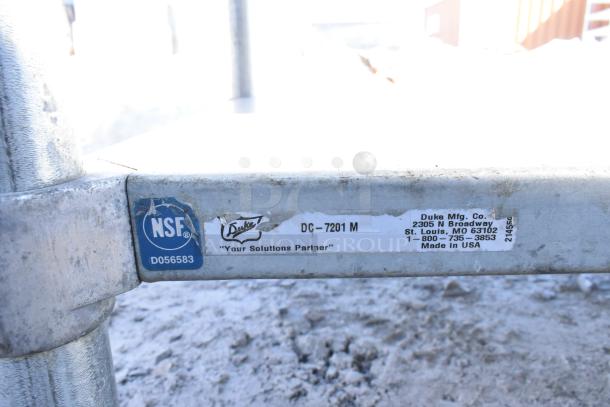 NSF
D056583
Duke
DC-7201 M
"Your Solutions Partner"
Duke Mfg. Co.
2305 N Broadway
St. Louis, MO 63102
1-800-735-3853
Made in USA
GROUP